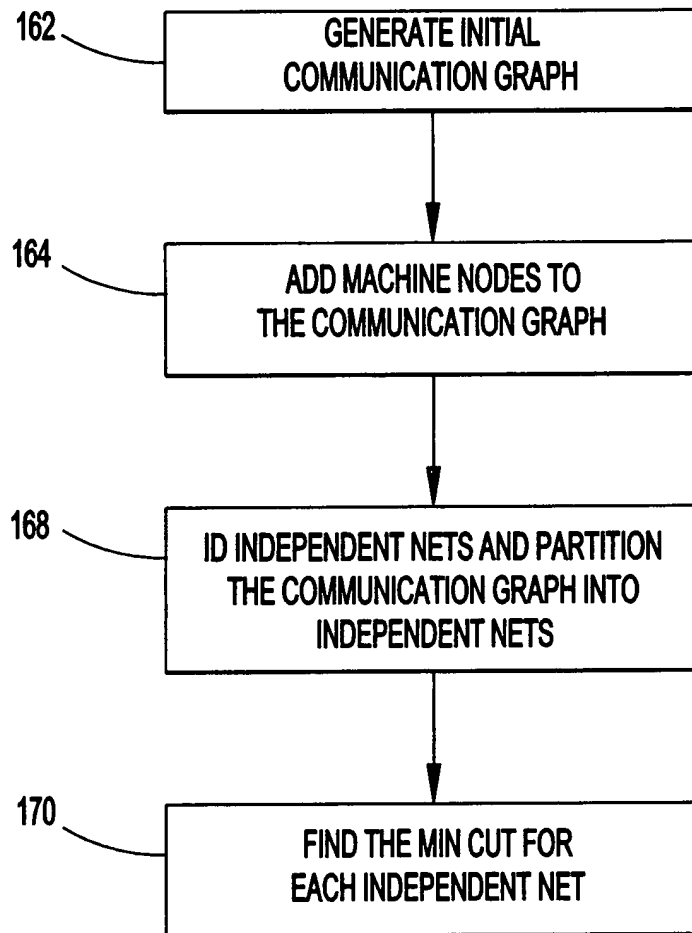 162
GENERATE INITIAL
COMMUNICATION GRAPH
164
ADD MACHINE NODES TO
THE COMMUNICATION GRAPH
168
ID INDEPENDENT NETS AND PARTITION
THE COMMUNICATION GRAPH INTO
INDEPENDENT NETS
170
FIND THE MIN CUT FOR
EACH INDEPENDENT NET